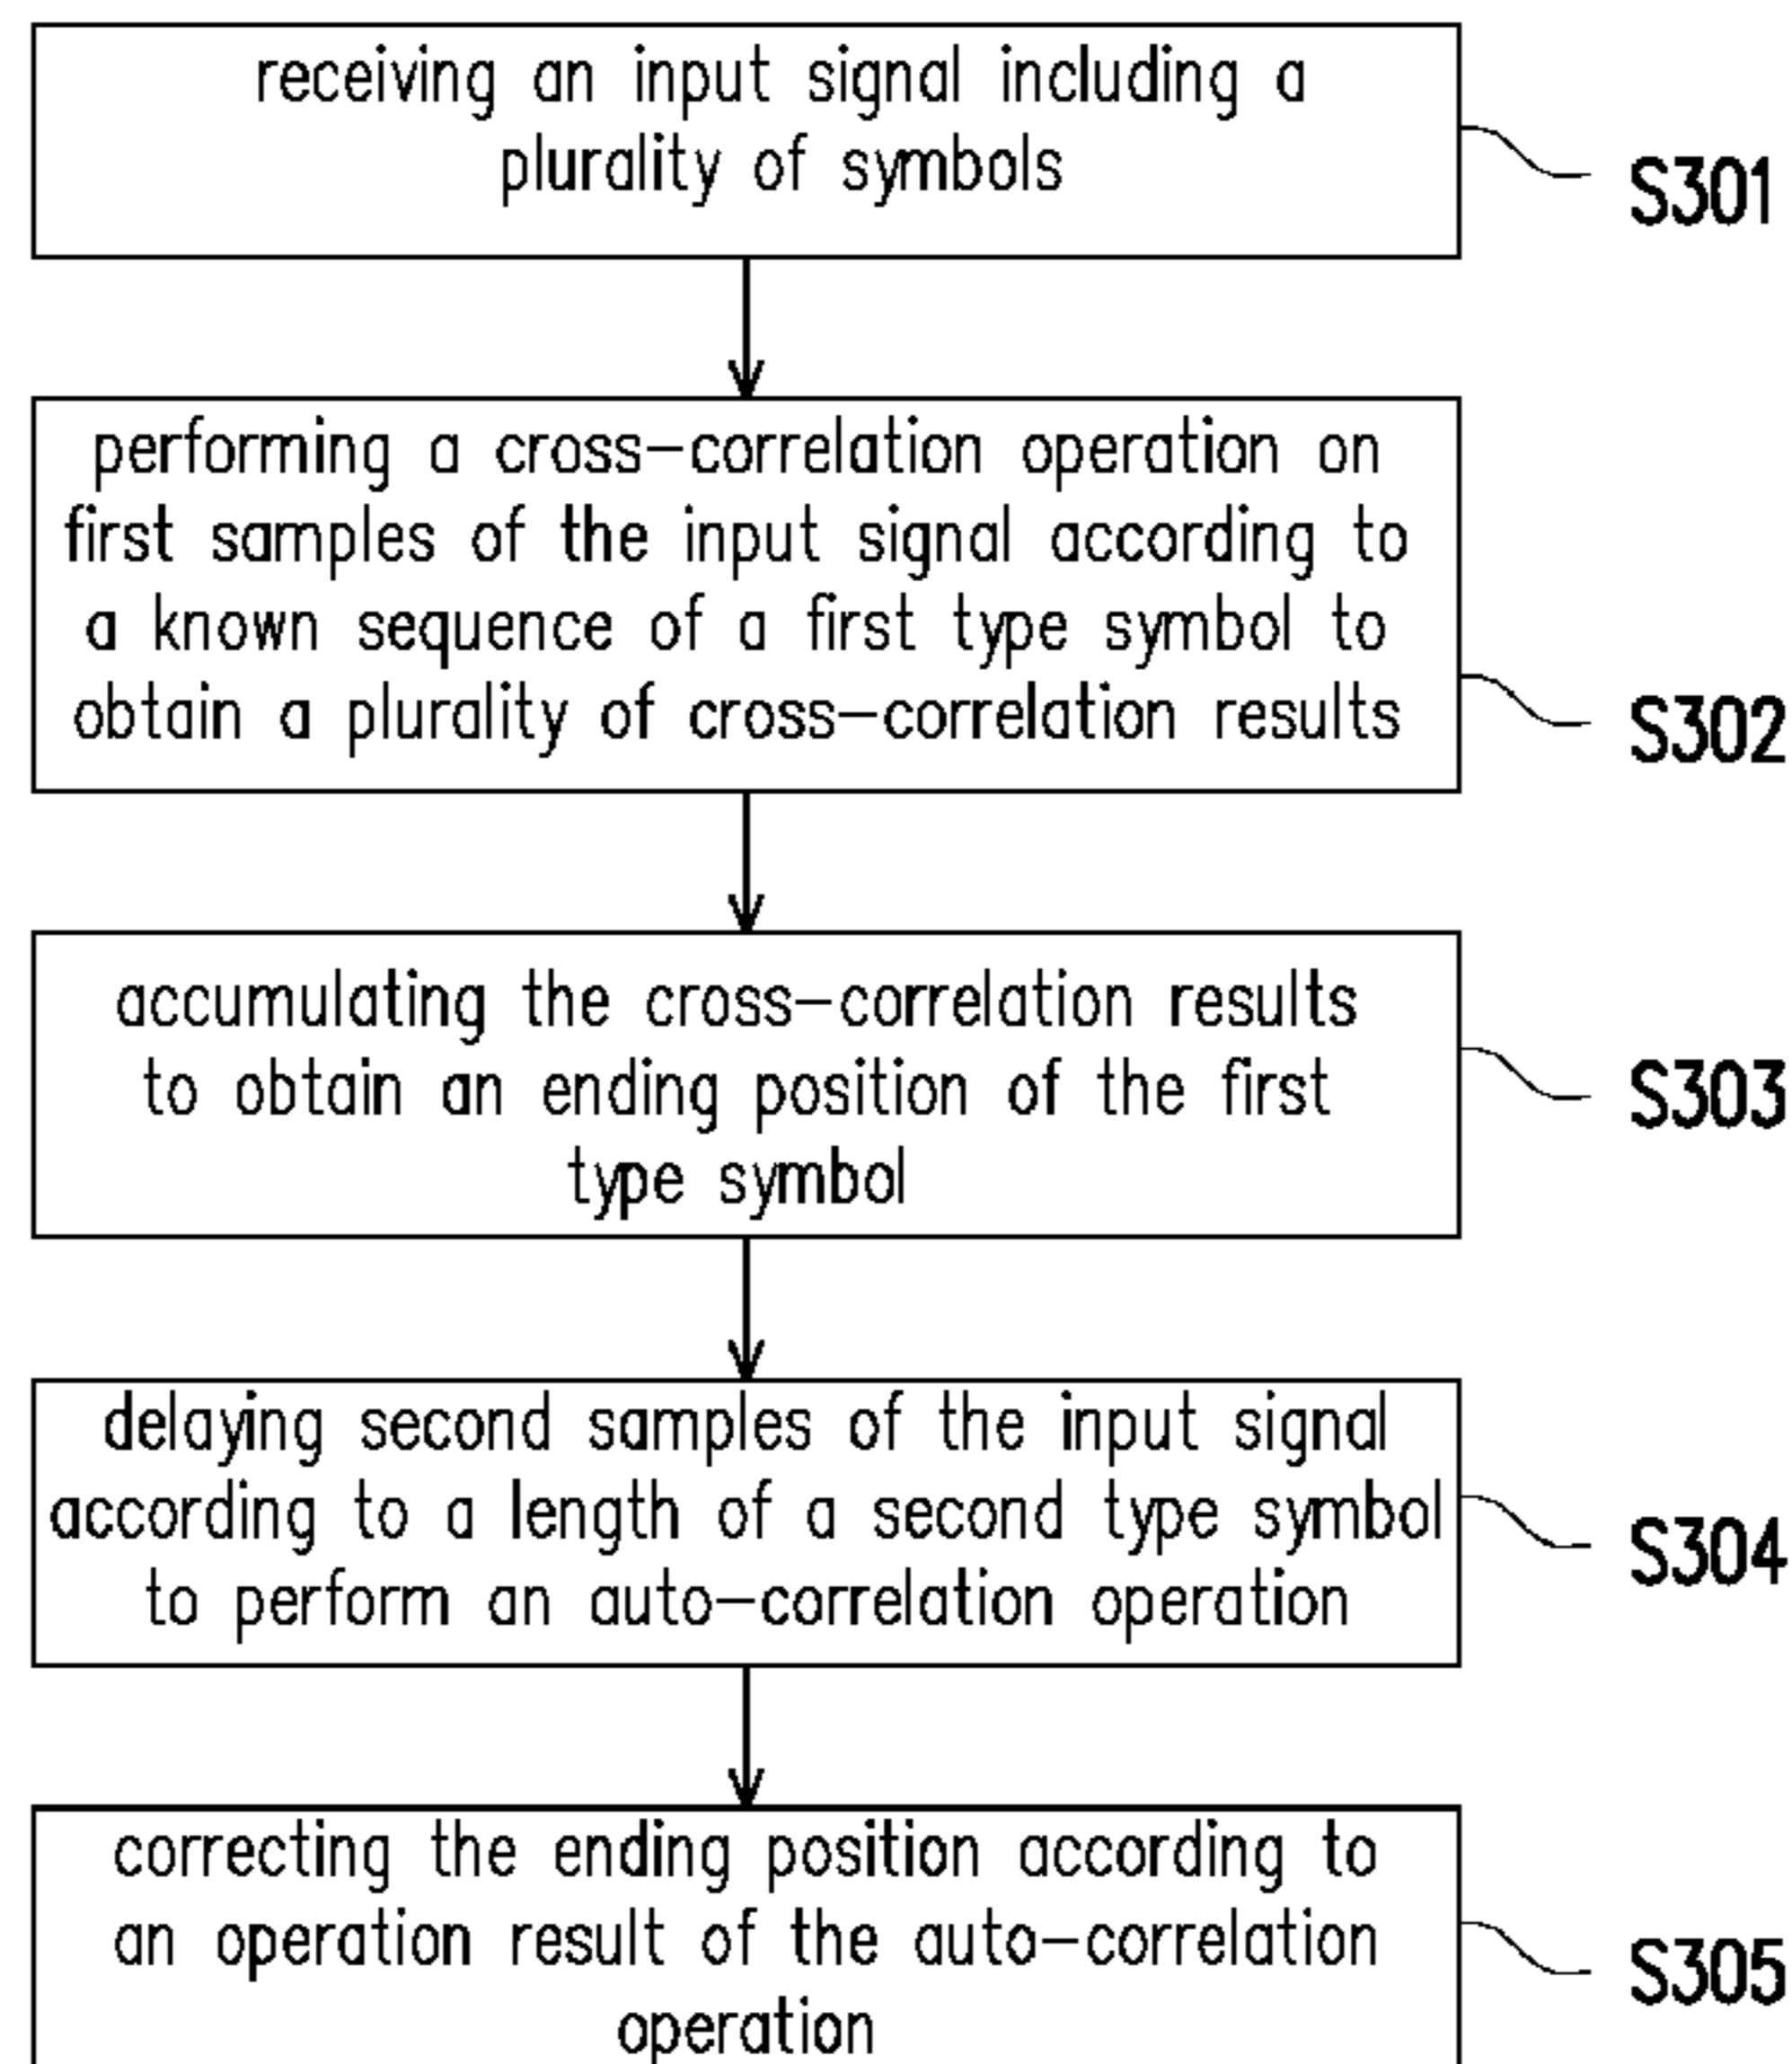 receiving an input signal including a
plurality of symbols
S301
performing a cross-correlation operation on
first samples of the input signal according to
a known sequence of a first type symbol to
obtain a plurality of cross-correlation results
S302
accumulating the cross-correlation results
to obtain an ending position of the first
type symbol
S303
delaying second samples of the input signal
according to a length of a second type symbol
to perform an auto-correlation operation
S304
correcting the ending position according to
an operation result of the auto-correlation
operation
S305